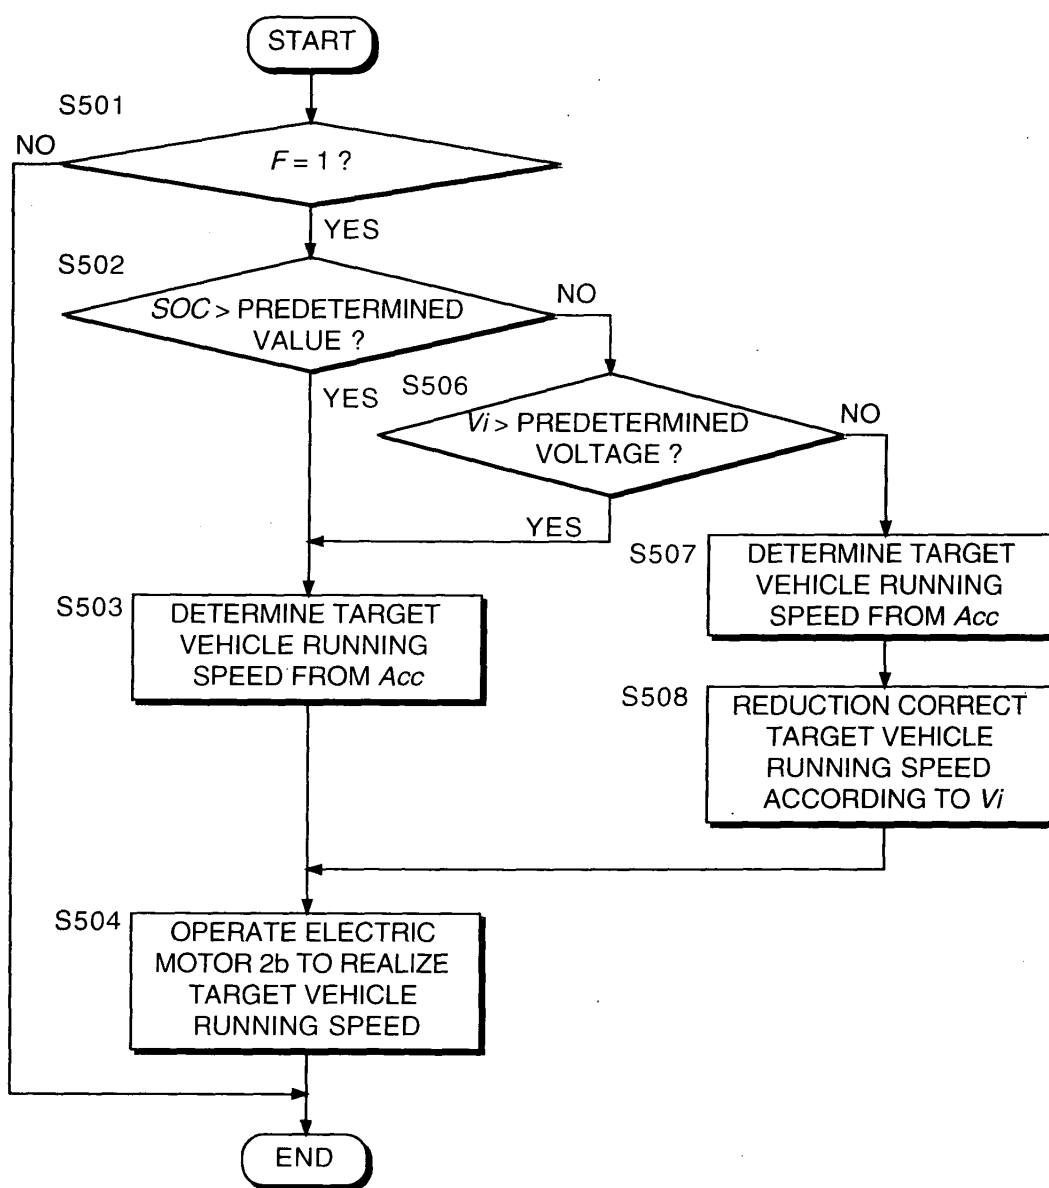 START
S501
NO
F = 1 ?
YES
S502
SOC > PREDETERMINED
VALUE ?
NO
YES
S506
Vi > PREDETERMINED
VOLTAGE ?
NO
YES
S507
DETERMINE TARGET
VEHICLE RUNNING
SPEED FROM Acc
S503
DETERMINE TARGET
VEHICLE RUNNING
SPEED FROM Acc
S508
REDUCTION CORRECT
TARGET VEHICLE
RUNNING SPEED
ACCORDING TO Vi
S504
OPERATE ELECTRIC
MOTOR 2b TO REALIZE
TARGET VEHICLE
RUNNING SPEED
END